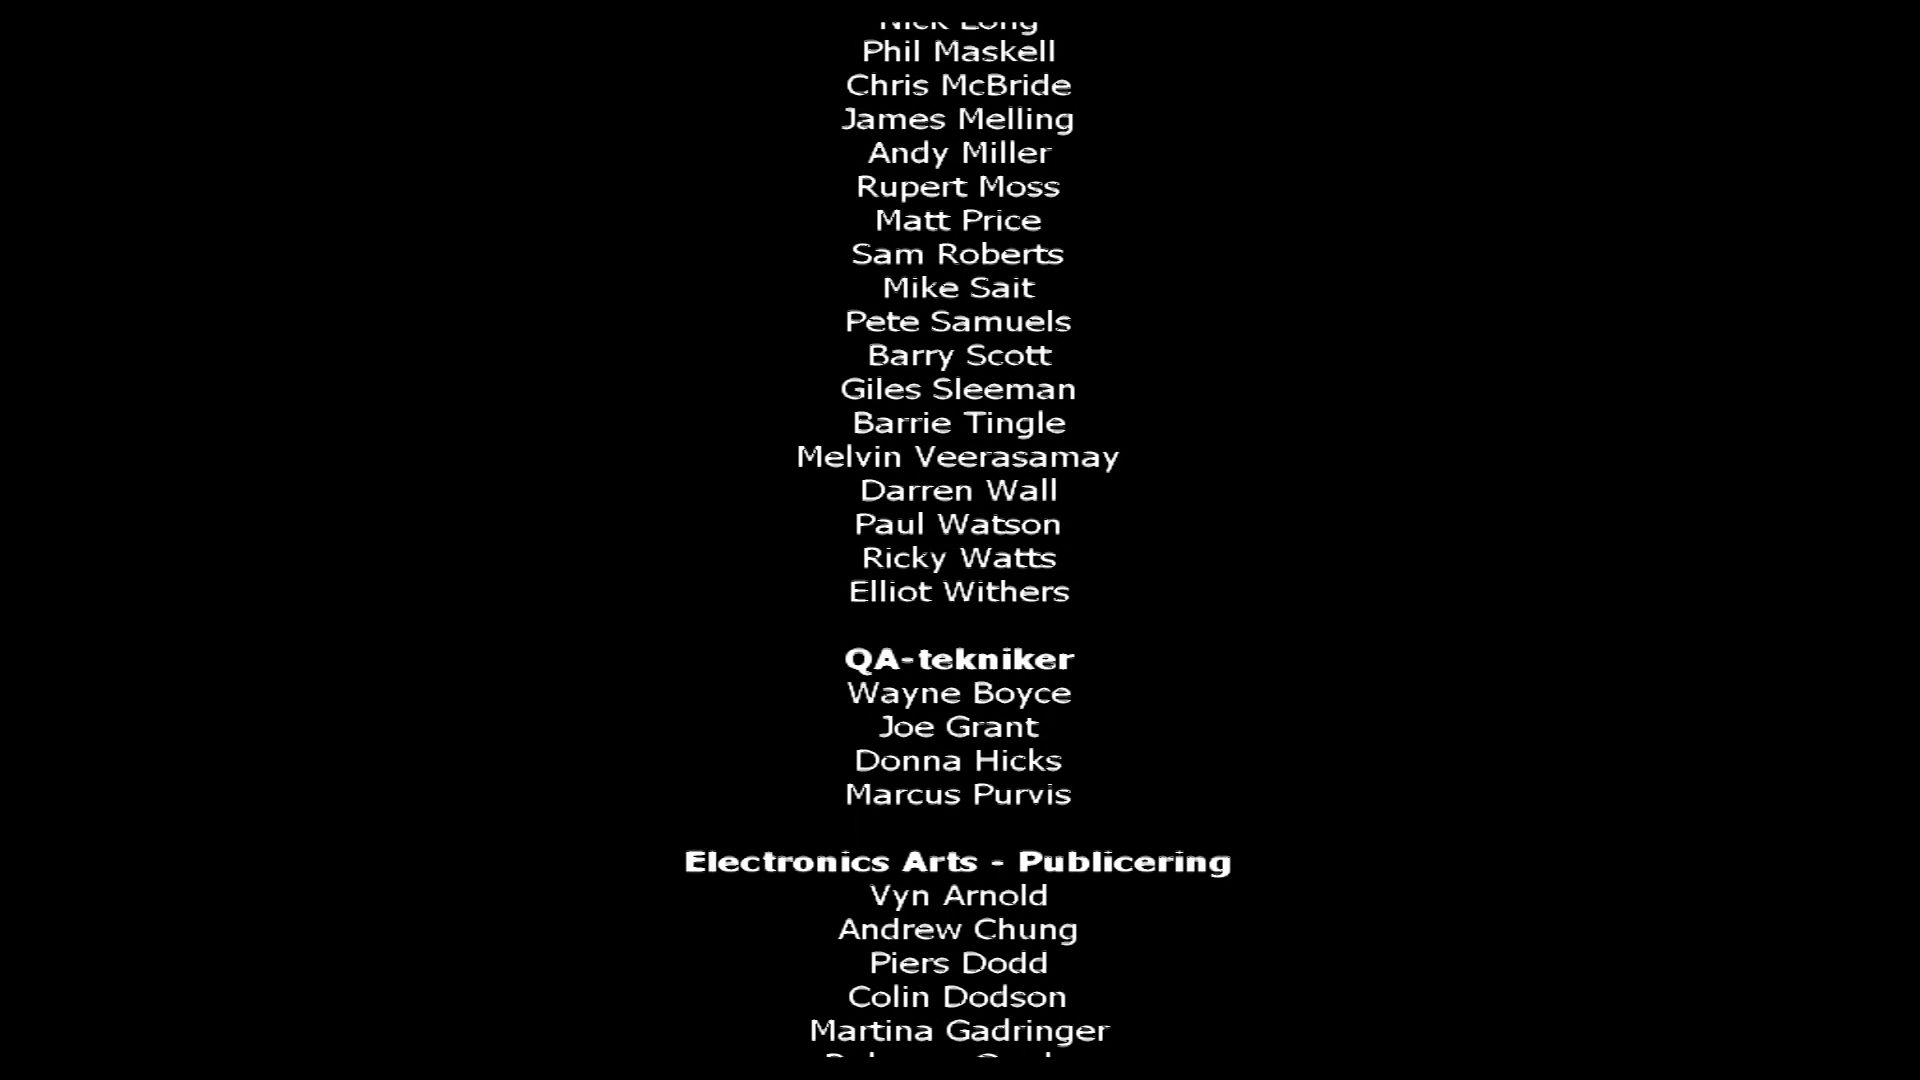 Nick Long
Phil Maskell
Chris McBride
James Melling
Andy Miller
Rupert Moss
Matt Price
Sam Roberts
Mike Sait
Pete Samuels
Barry Scott
Giles Sleeman
Barrie Tingle
Melvin Veerasamay
Darren Wall
Paul Watson
Ricky Watts
Elliot Withers
QA-tekniker
Wayne Boyce
Joe Grant
Donna Hicks
Marcus Purvis
Electronics Arts - Publicering
Vyn Arnold
Andrew Chung
Piers Dodd
Colin Dodson
Martina Gadringer